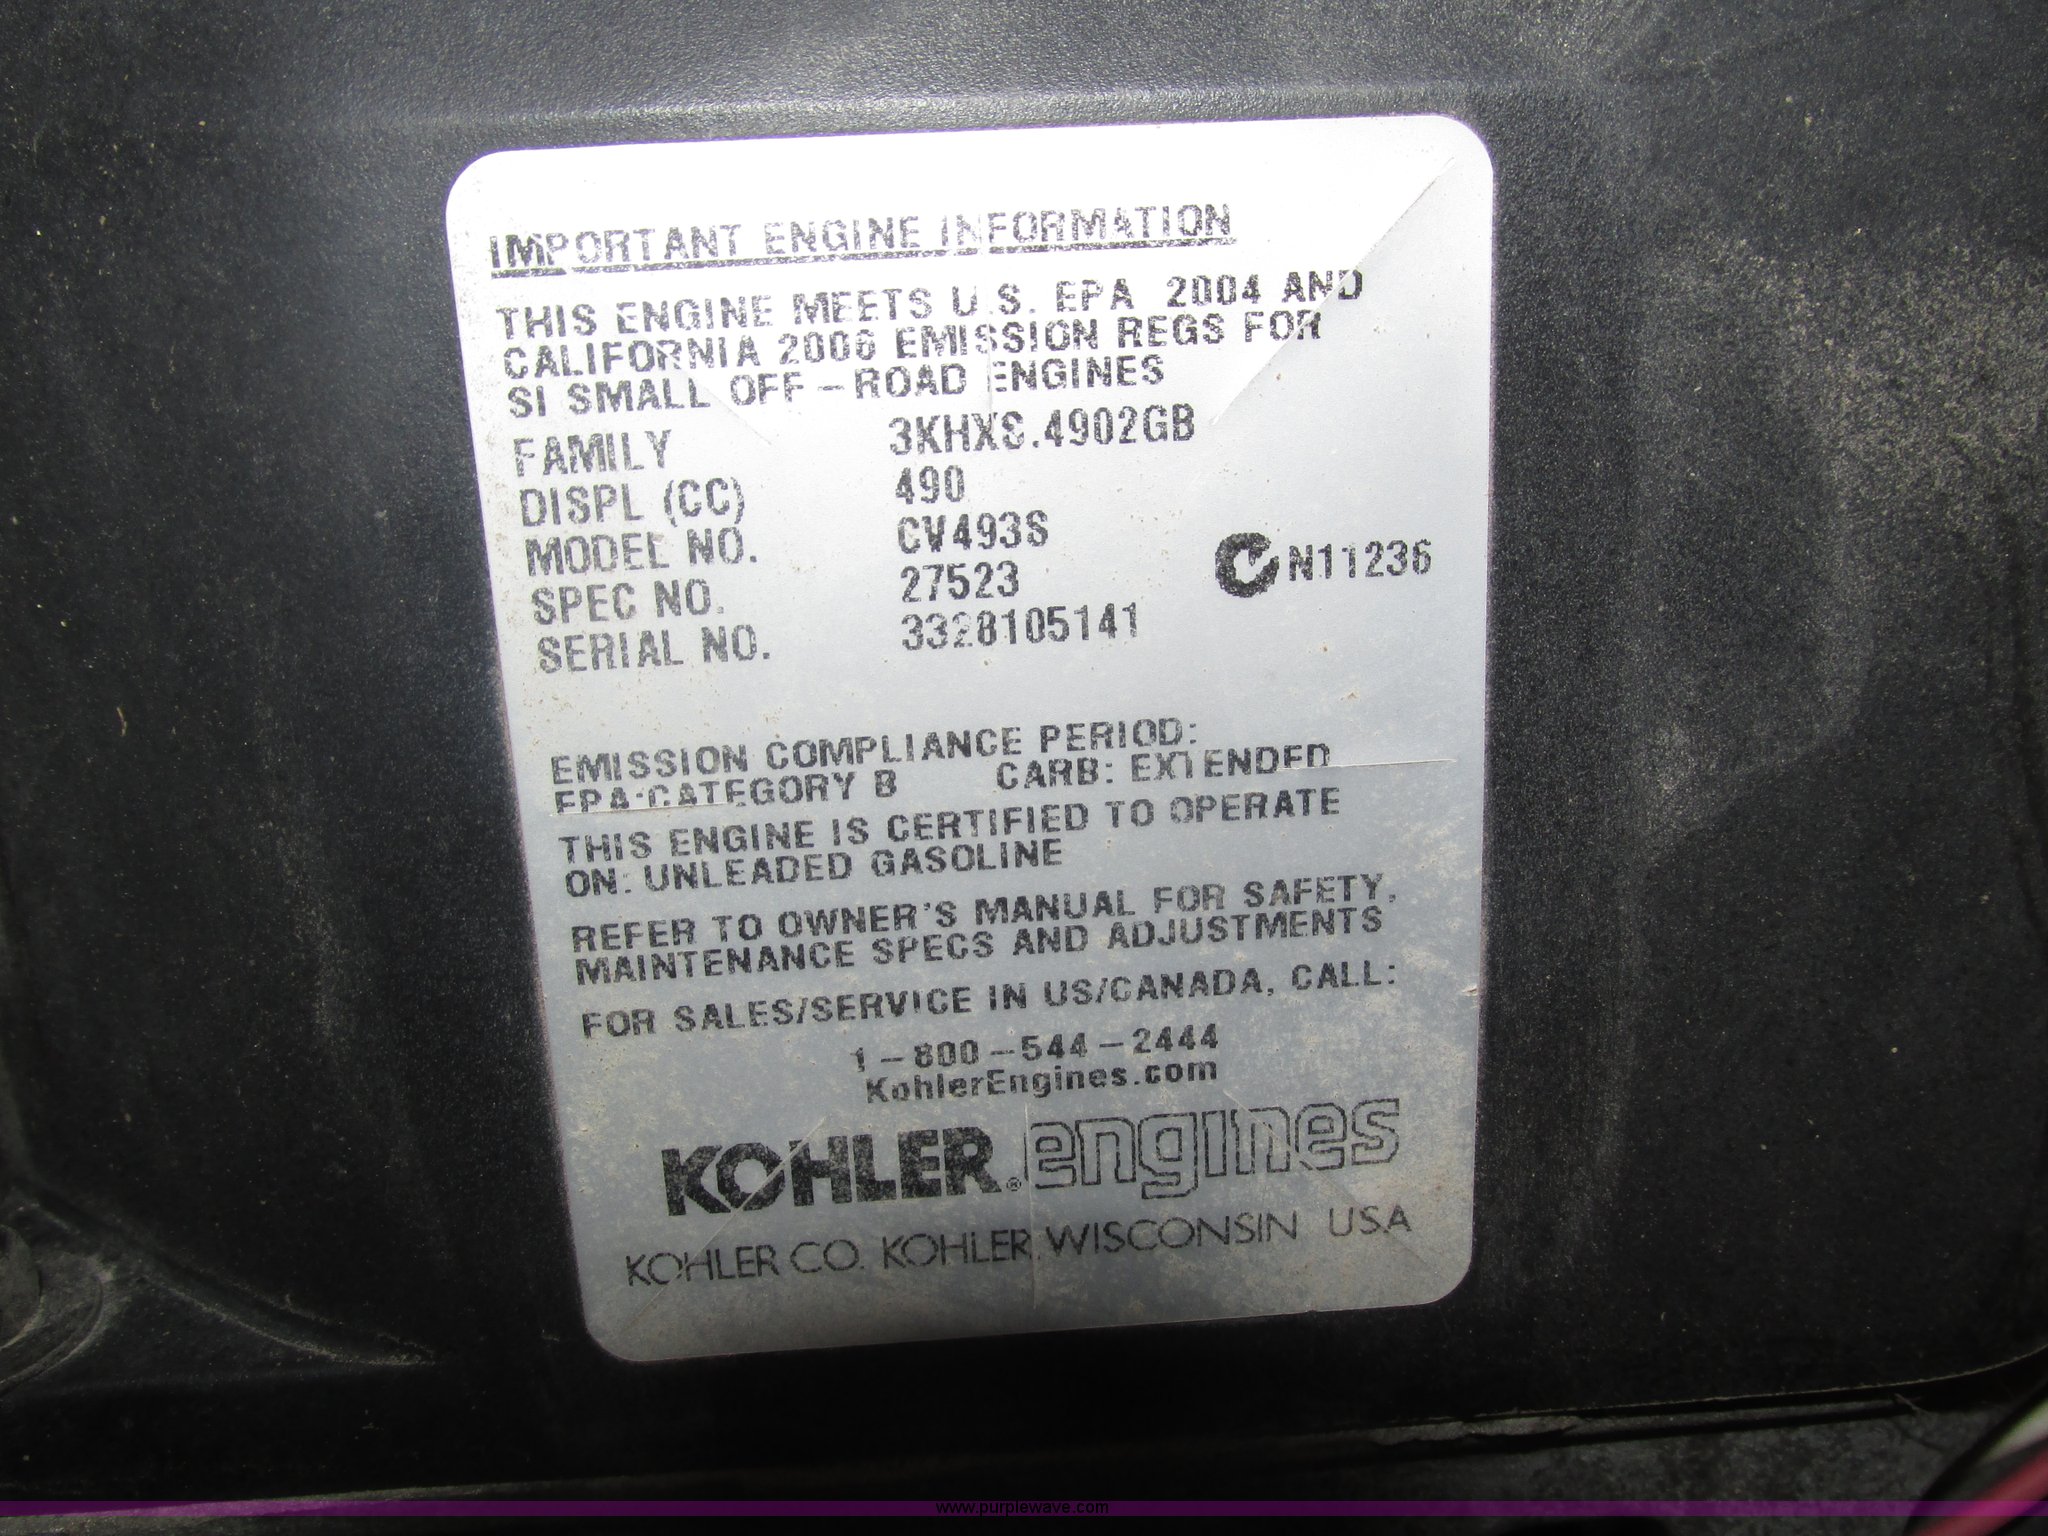 IMPORTANT ENGINE INFORMATION
THIS ENGINE MEETS U.S. EPA 2004 AND
CALIFORNIA 2006 EMISSION REGS FOR
SI SMALL OFF-ROAD ENGINES
FAMILY 3KHXS.4902GB
DISPL (CC) 490
MODEL NO. CV493S
SPEC NO. 27523
N11236
SERIAL NO. 3328105141
EMISSION COMPLIANCE PERIOD:
EPA:CATEGORY B CARB: EXTENDED
THIS ENGINE IS CERTIFIED TO OPERATE
ON: UNLEADED GASOLINE
REFER TO OWNER'S MANUAL FOR SAFETY,
MAINTENANCE SPECS AND ADJUSTMENTS
FOR SALES/SERVICE IN US/CANADA, CALL:
1-800-544-2444
KohlerEngines.com
KOHLER® engines
KOHLER CO. KOHLER, WISCONSIN USA
www.purplewave.com